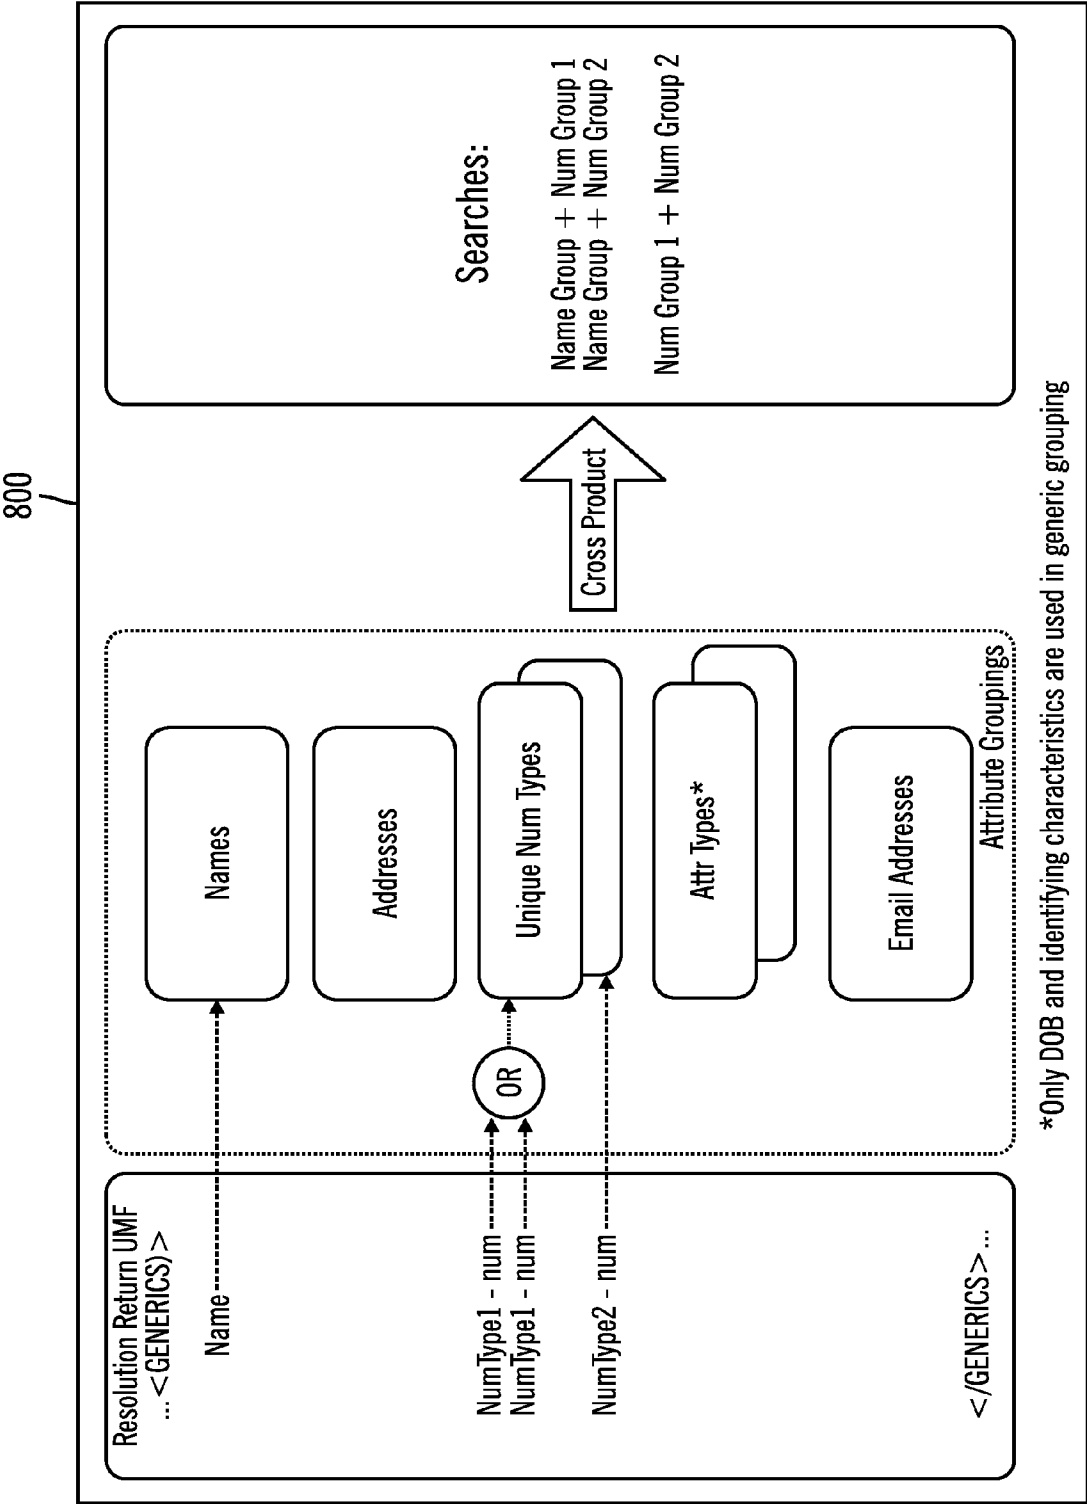 800
Resolution Return UMF
... <GENERICS)>
Name
NumType1 - num
NumType1 - num
NumType2 - num
</GENERICS>...
OR
Names
Addresses
Unique Num Types
Attr Types*
Email Addresses
Attribute Groupings
Cross Product
Searches:
Name Group + Num Group 1
Name Group + Num Group 2
Num Group 1 + Num Group 2
*Only DOB and identifying characteristics are used in generic grouping